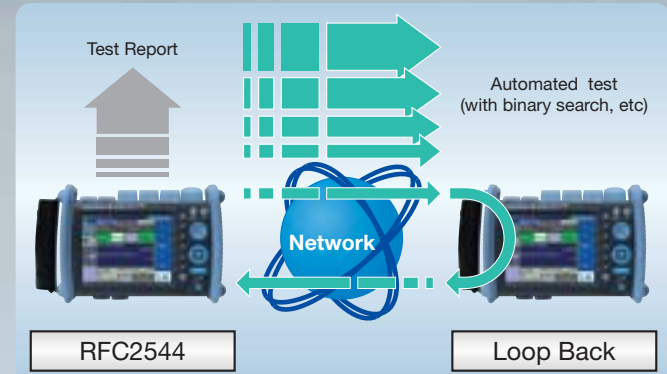 Test Report
Automated test
(with binary search, etc)
Network
RFC2544
Loop Back